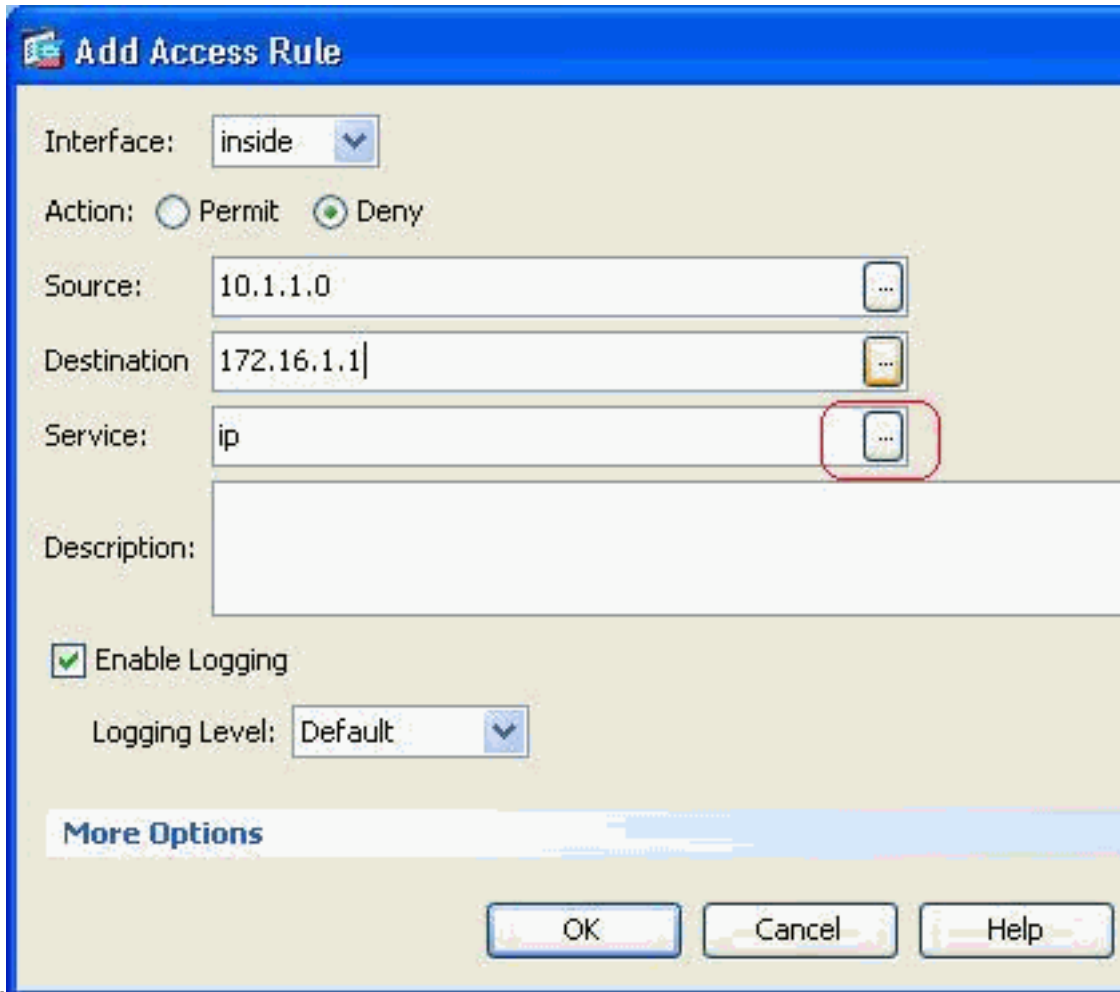 Add Access Rule
Interface: inside
Action: Permit Deny
Source: 10.1.1.0 ...
Destination 172.16.1.1 ...
Service: ip ...
Description:
Enable Logging
Logging Level: Default
More Options
OK Cancel Help